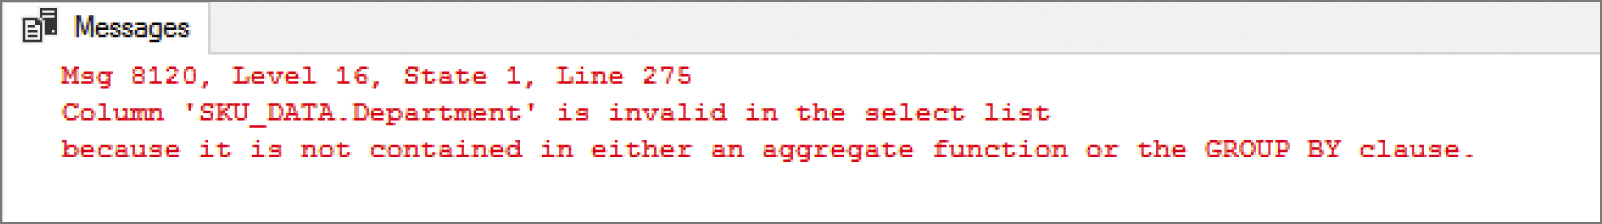 Messages
Msg 8120, Level 16, State 1, Line 275
Column 'SKU_DATA.Department' is invalid in the select list
because it is not contained in either an aggregate function or the GROUP BY clause.